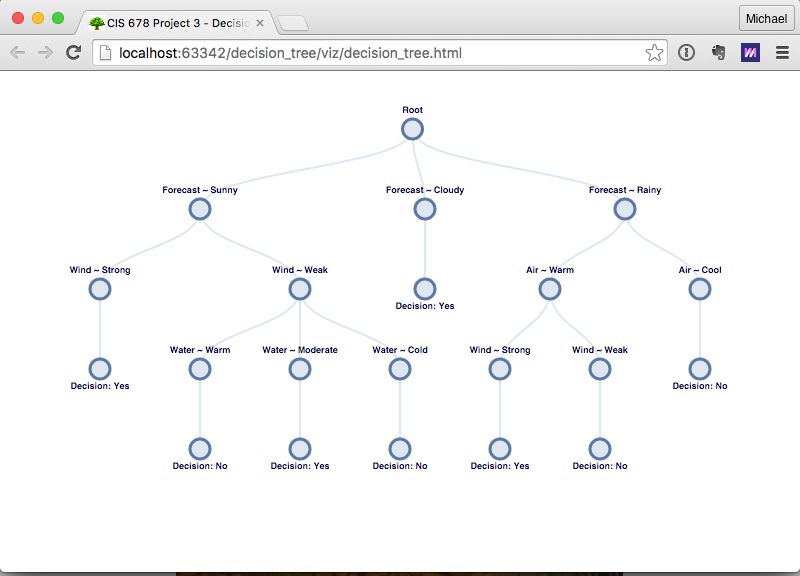 CIS 678 Project 3 - Decisio
Michael
localhost:63342/decision_tree/viz/decision_tree.html
Root
Forecast ~ Sunny
Forecast ~ Cloudy
Forecast ~ Rainy
Wind ~ Strong
Wind ~ Weak
Air ~ Warm
Air ~ Cool
Decision: Yes
Water ~ Warm
Water ~ Moderate
Water ~ Cold
Wind ~ Strong
Wind ~ Weak
Decision: Yes
Decision: No
Decision: No
Decision: Yes
Decision: No
Decision: Yes
Decision: No